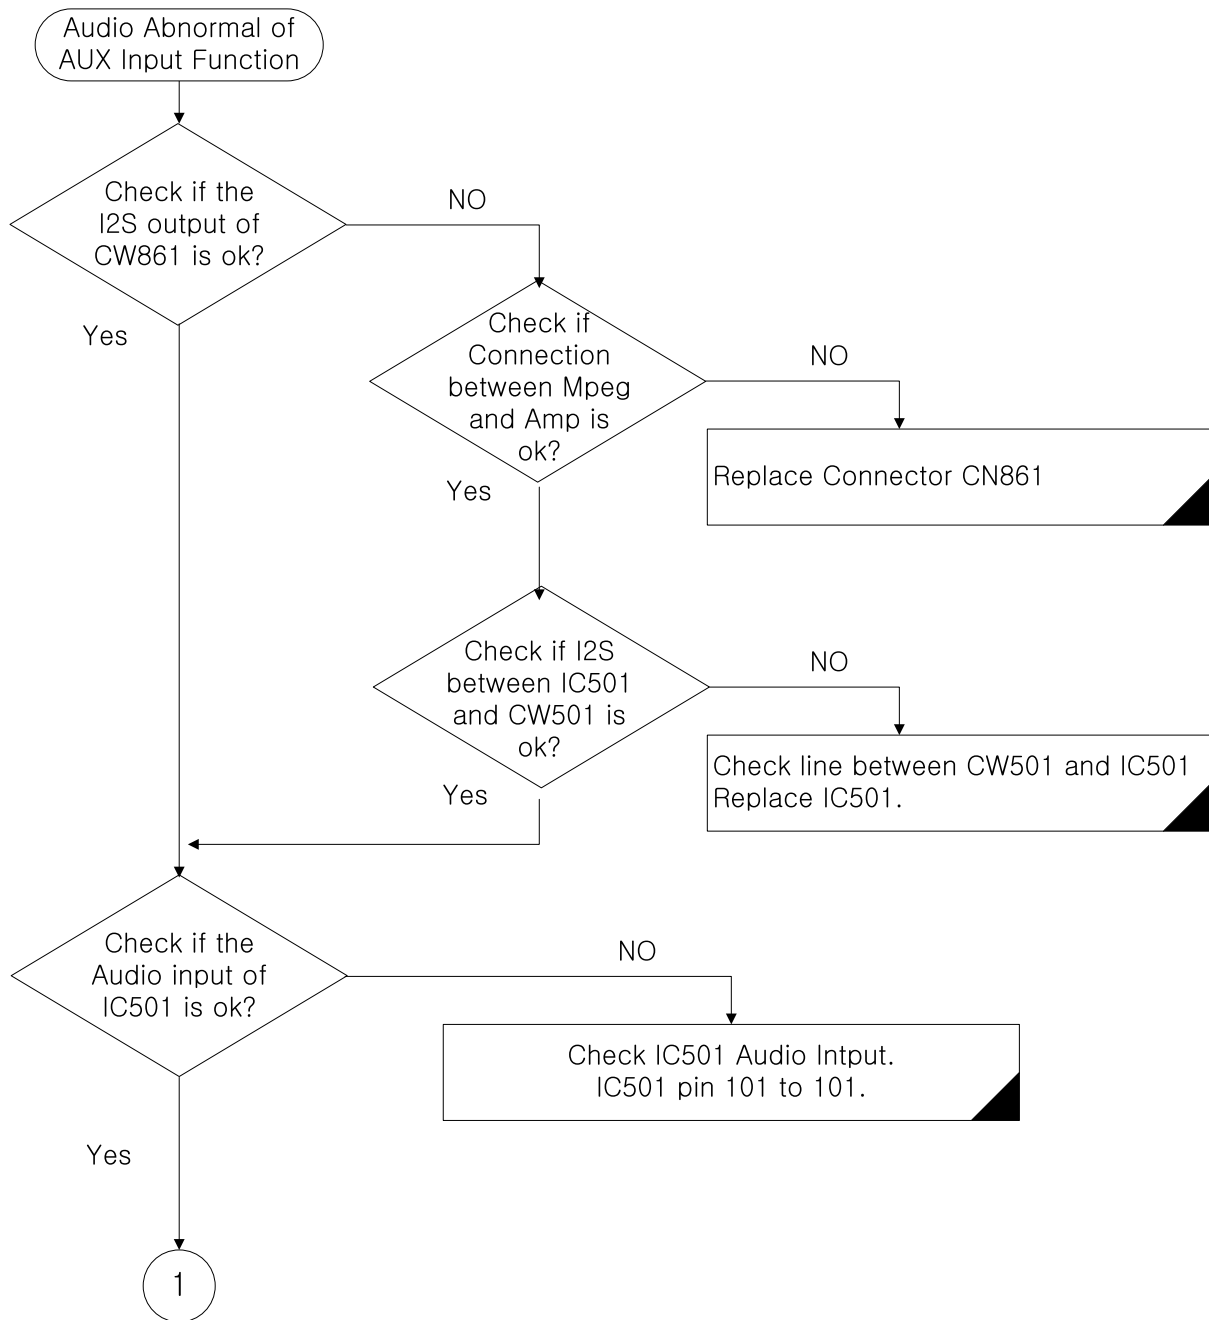 Audio Abnormal of
AUX Input Function
Check if the
I2S output of
CW861 is ok?
NO
Yes
Check if
Connection
between Mpeg
and Amp is
ok?
NO
Replace Connector CN861
Yes
Check if I2S
between IC501
and CW501 is
ok?
NO
Check line between CW501 and IC501
Replace IC501.
Yes
Check if the
Audio input of
IC501 is ok?
NO
Check IC501 Audio Intput.
IC501 pin 101 to 101.
Yes
1